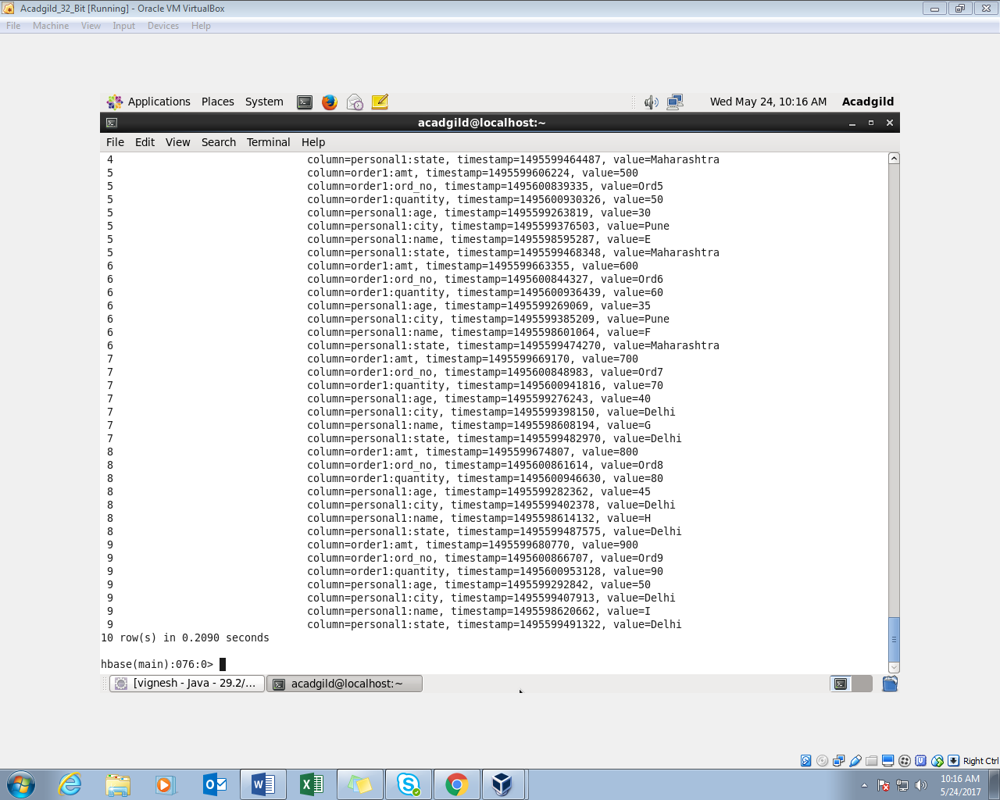 Acadgild_32_Bit [Running] - Oracle VM VirtualBox
File Machine View Input Devices Help
Applications Places System Wed May 24, 10:16 AM Acadgild
acadgild@localhost:~
File Edit View Search Terminal Help
4 column=personal1:state, timestamp=1495599464487, value=Maharashtra
5 column=order1:amt, timestamp=1495599606224, value=500
5 column=order1:ord_no, timestamp=1495600839335, value=Ord5
5 column=order1:quantity, timestamp=1495600930326, value=50
5 column=personal1:age, timestamp=1495599263819, value=30
5 column=personal1:city, timestamp=1495599376503, value=Pune
5 column=personal1:name, timestamp=1495598595287, value=E
5 column=personal1:state, timestamp=1495599468348, value=Maharashtra
6 column=order1:amt, timestamp=1495599663355, value=600
6 column=order1:ord_no, timestamp=1495600844327, value=Ord6
6 column=order1:quantity, timestamp=1495600936439, value=60
6 column=personal1:age, timestamp=1495599269069, value=35
6 column=personal1:city, timestamp=1495599385209, value=Pune
6 column=personal1:name, timestamp=1495598601064, value=F
6 column=personal1:state, timestamp=1495599474270, value=Maharashtra
7 column=order1:amt, timestamp=1495599669170, value=700
7 column=order1:ord_no, timestamp=1495600848983, value=Ord7
7 column=order1:quantity, timestamp=1495600941816, value=70
7 column=personal1:age, timestamp=1495599276243, value=40
7 column=personal1:city, timestamp=1495599398150, value=Delhi
7 column=personal1:name, timestamp=1495598608194, value=G
7 column=personal1:state, timestamp=1495599482970, value=Delhi
8 column=order1:amt, timestamp=1495599674807, value=800
8 column=order1:ord_no, timestamp=1495600861614, value=Ord8
8 column=order1:quantity, timestamp=1495600946630, value=80
8 column=personal1:age, timestamp=1495599282362, value=45
8 column=personal1:city, timestamp=1495599402378, value=Delhi
8 column=personal1:name, timestamp=1495598614132, value=H
8 column=personal1:state, timestamp=1495599487575, value=Delhi
9 column=order1:amt, timestamp=1495599680770, value=900
9 column=order1:ord_no, timestamp=1495600866707, value=Ord9
9 column=order1:quantity, timestamp=1495600953128, value=90
9 column=personal1:age, timestamp=1495599292842, value=50
9 column=personal1:city, timestamp=1495599407913, value=Delhi
9 column=personal1:name, timestamp=1495598620662, value=I
9 column=personal1:state, timestamp=1495599491322, value=Delhi
10 row(s) in 0.2090 seconds
hbase(main):076:0>
[vignesh - Java - 29.2/... acadgild@localhost:~
Right Ctrl
10:16 AM
5/24/2017